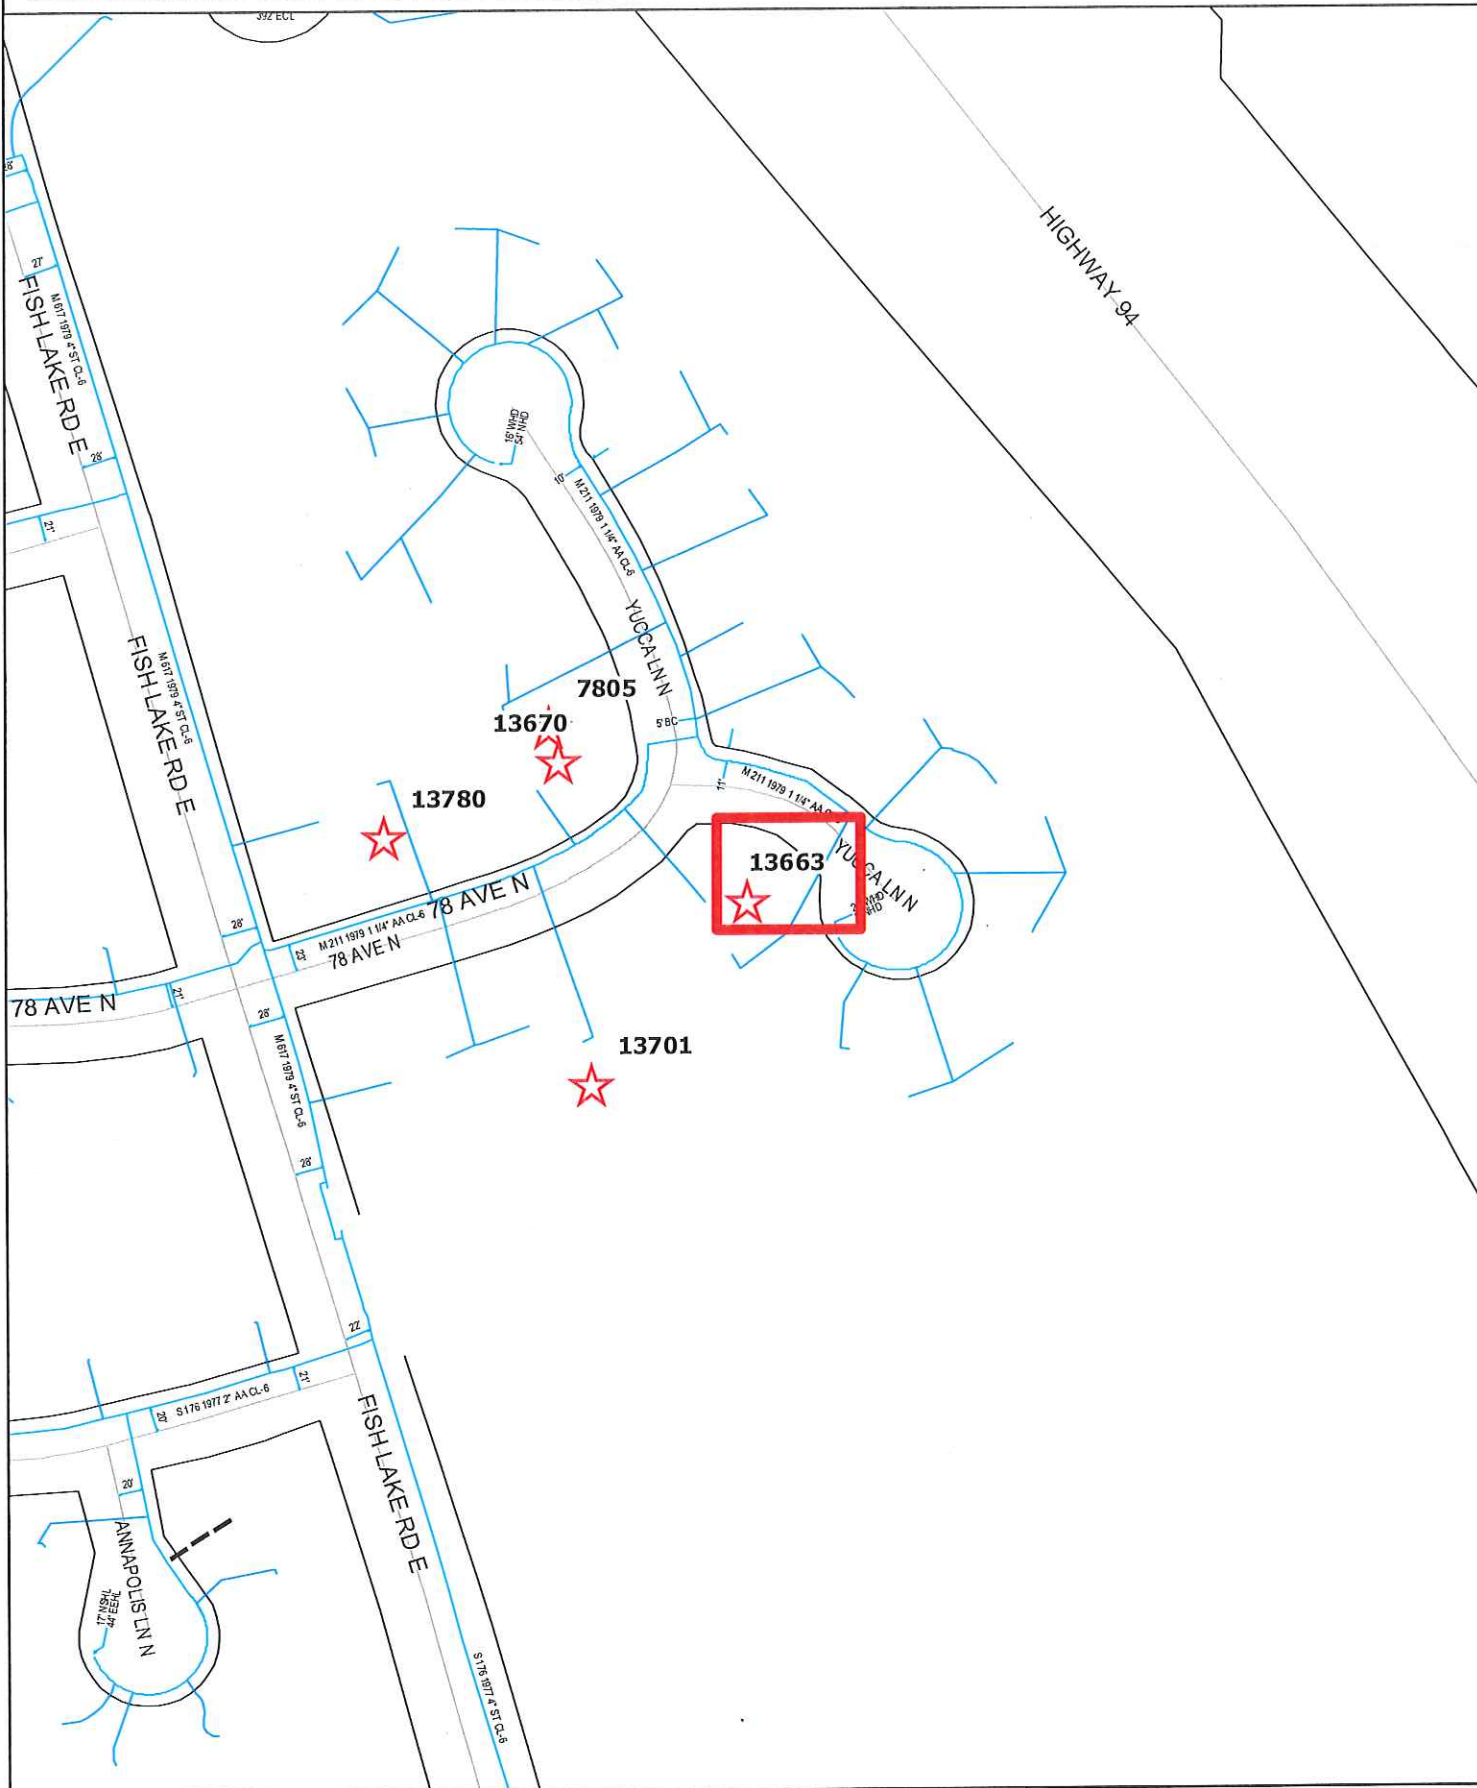 392'ECL
HIGHWAY 94
27'
FISH LAKE RD E
M 617 1979 4" ST CL-6
28'
21'
16' WHD
54' NHD
10'
M 211 1979 1 1/4" AA CL-6
YUCCA LN N
FISH LAKE RD E
M 617 1979 4" ST CL-6
7805
13670
5' BC
13780
11'
M 211 1979 1 1/4" AA
13663
YUCCA LN N
78 AVE N
28'
M 211 1979 1 1/4" AA CL-6
78 AVE N
78 AVE N
21'
28'
M 617 1979 4" ST CL-6
13701
28'
22'
21'
S 176 1977 2" AA CL-6
20'
FISH LAKE RD E
20'
ANNAPOLIS LN N
17' NSHL
44' EEHL
S 176 1977 4" ST CL-6